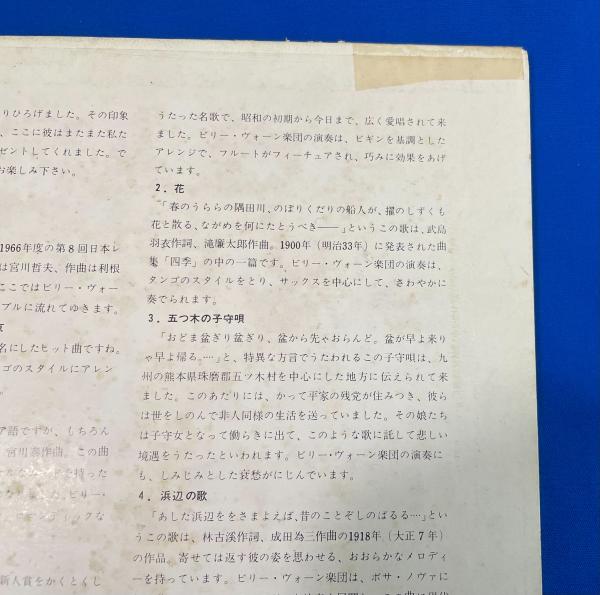 りひろげました。その印象
、ここに彼はまたまた私た
ゼントしてくれました。で
お楽しみ下さい。
1966年度の第8回日本レ
は宮川哲夫、作曲は利根
ここではビリー・ヴォー
ブルに流れてゆきます。
京
名にしたヒット曲ですね。
ンゴのスタイルにアレン
。
ア語ですが、もちろん
宮川泰作曲。この曲
を持った
ビリー・
ロマンティックな
新人賞をかくとくし
うたった名歌で、昭和の初期から今日まで、広く愛唱されて来
ました。ビリー・ヴォーン楽団の演奏は、ビギンを基調とした
アレンジで、フルートがフィーチュアされ、巧みに効果をあげ
ています。
2. 花
「春のうららの隅田川、のぼりくだりの船人が、擢のしずくも
花と散る、ながめを何にたとうべき――」というこの歌は、武島
羽衣作詞、滝廉太郎作曲。1900年（明治33年）に発表された曲
集「四季」の中の一篇です。ビリー・ヴォーン楽団の演奏は、
タンゴのスタイルをとり、サックスを中心にして、さわやかに
奏でられます。
3. 五つ木の子守唄
「おどま盆ぎり盆ぎり、盆から先ゃおらんど。盆が早よ来りゃ
ゃ早よ帰る‥‥」と、特異な方言でうたわれるこの子守唄は、九
州の熊本県球磨郡五ツ木村を中心にした地方に伝えられて来
ました。このあたりには、かって平家の残党が住みつき、彼ら
は世をしのんで非人同様の生活を送っていました。その娘たち
は子守女となって働らきに出て、このような歌に託して悲しい
境遇をうたったといわれます。ビリー・ヴォーン楽団の演奏に
も、しみじみとした哀愁がにじんでいます。
4. 浜辺の歌
「あした浜辺ををさまよえば、昔のことぞしのばるる‥‥」とい
うこの歌は、林古溪作詞、成田為三作曲の1918年（大正7年）
の作品。寄せては返す彼の姿を思わせる、おおらかなメロディ
ーを持っています。ビリー・ヴォーン楽団は、ボサ・ノヴァに